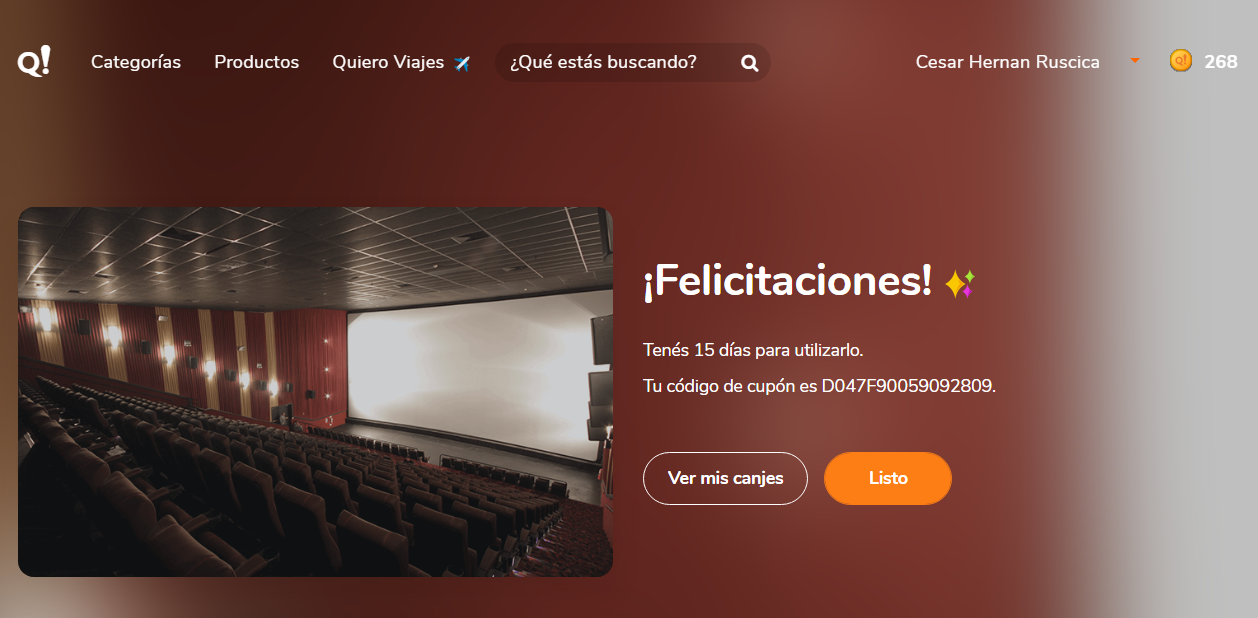 Q!
Categorías
Productos
Quiero Viajes
¿Qué estás buscando?
Cesar Hernan Ruscica
Q!
268
¡Felicitaciones!
Tenés 15 días para utilizarlo.
Tu código de cupón es D047F90059092809.
Ver mis canjes
Listo